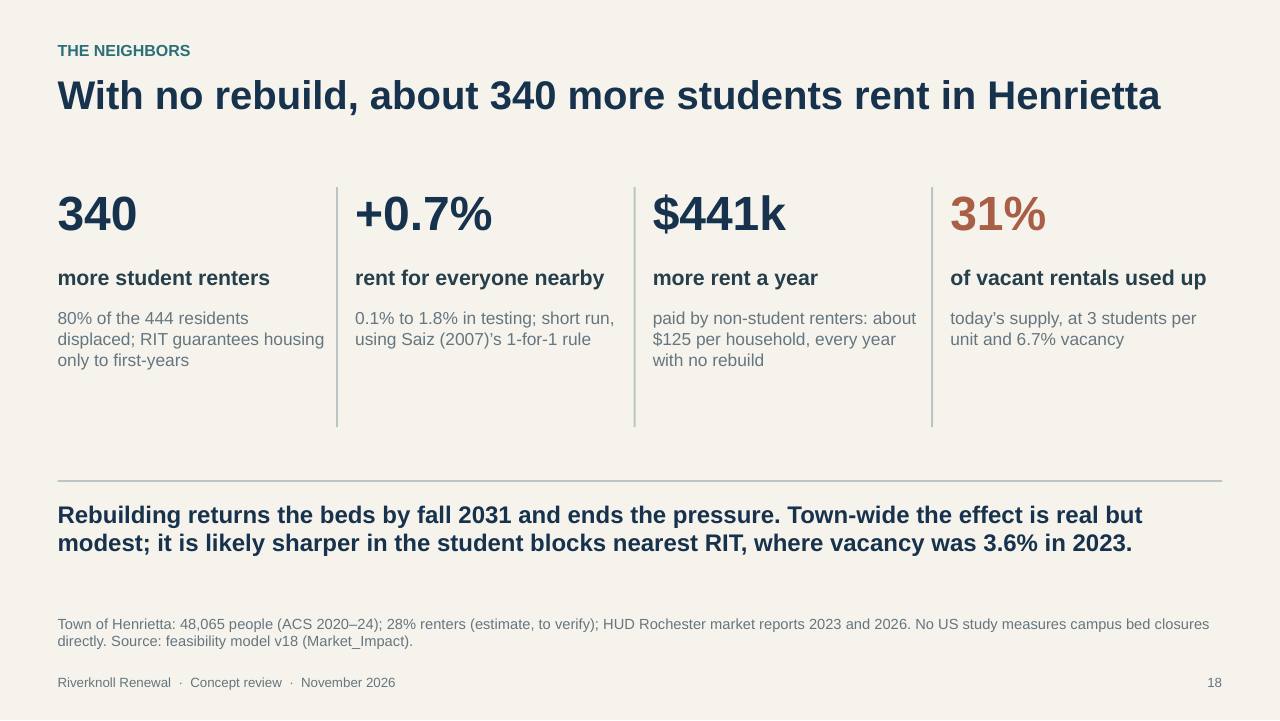 THE NEIGHBORS
With no rebuild, about 340 more students rent in Henrietta
340
more student renters
80% of the 444 residents
displaced; RIT guarantees housing
only to first-years
+0.7%
rent for everyone nearby
0.1% to 1.8% in testing; short run,
using Saiz (2007)’s 1-for-1 rule
$441k
more rent a year
paid by non-student renters: about
$125 per household, every year
with no rebuild
31%
of vacant rentals used up
today’s supply, at 3 students per
unit and 6.7% vacancy
Rebuilding returns the beds by fall 2031 and ends the pressure. Town-wide the effect is real but
modest; it is likely sharper in the student blocks nearest RIT, where vacancy was 3.6% in 2023.
Town of Henrietta: 48,065 people (ACS 2020–24); 28% renters (estimate, to verify); HUD Rochester market reports 2023 and 2026. No US study measures campus bed closures
directly. Source: feasibility model v18 (Market_Impact).
Riverknoll Renewal · Concept review · November 2026
18